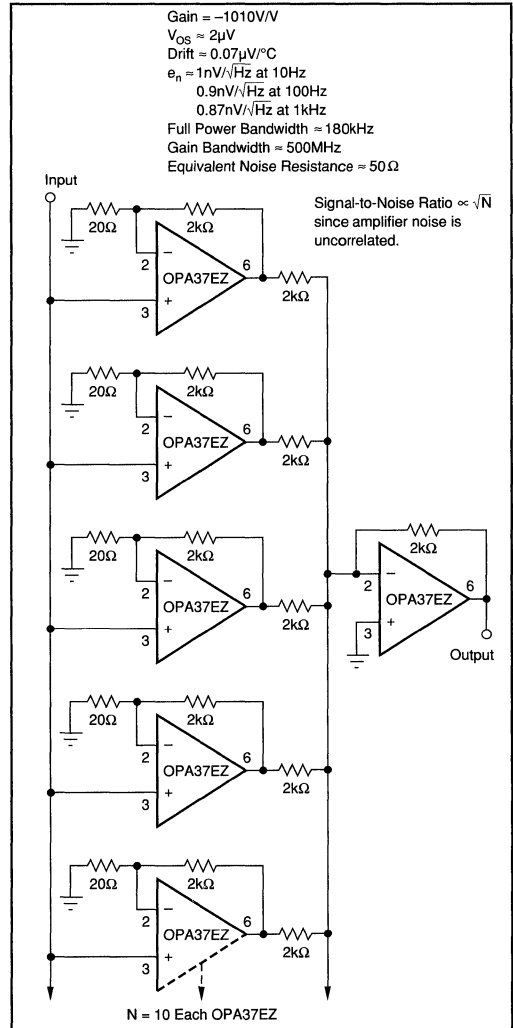 Gain = –1010V/V
V_OS ≈ 2µV
Drift ≈ 0.07µV/°C
e_n ≈ 1nV/√Hz at 10Hz
0.9nV/√Hz at 100Hz
0.87nV/√Hz at 1kHz
Full Power Bandwidth ≈ 180kHz
Gain Bandwidth ≈ 500MHz
Equivalent Noise Resistance ≈ 50Ω
Input
Signal-to-Noise Ratio ∝ √N
since amplifier noise is
uncorrelated.
20Ω 2kΩ
2 6
OPA37EZ
3 2kΩ
20Ω 2kΩ
2 6
OPA37EZ
3 2kΩ
20Ω 2kΩ
2 6
OPA37EZ
3 2kΩ
2kΩ
2 6
OPA37EZ
3
Output
20Ω 2kΩ
2 6
OPA37EZ
3 2kΩ
20Ω 2kΩ
2 6
OPA37EZ
3 2kΩ
N = 10 Each OPA37EZ